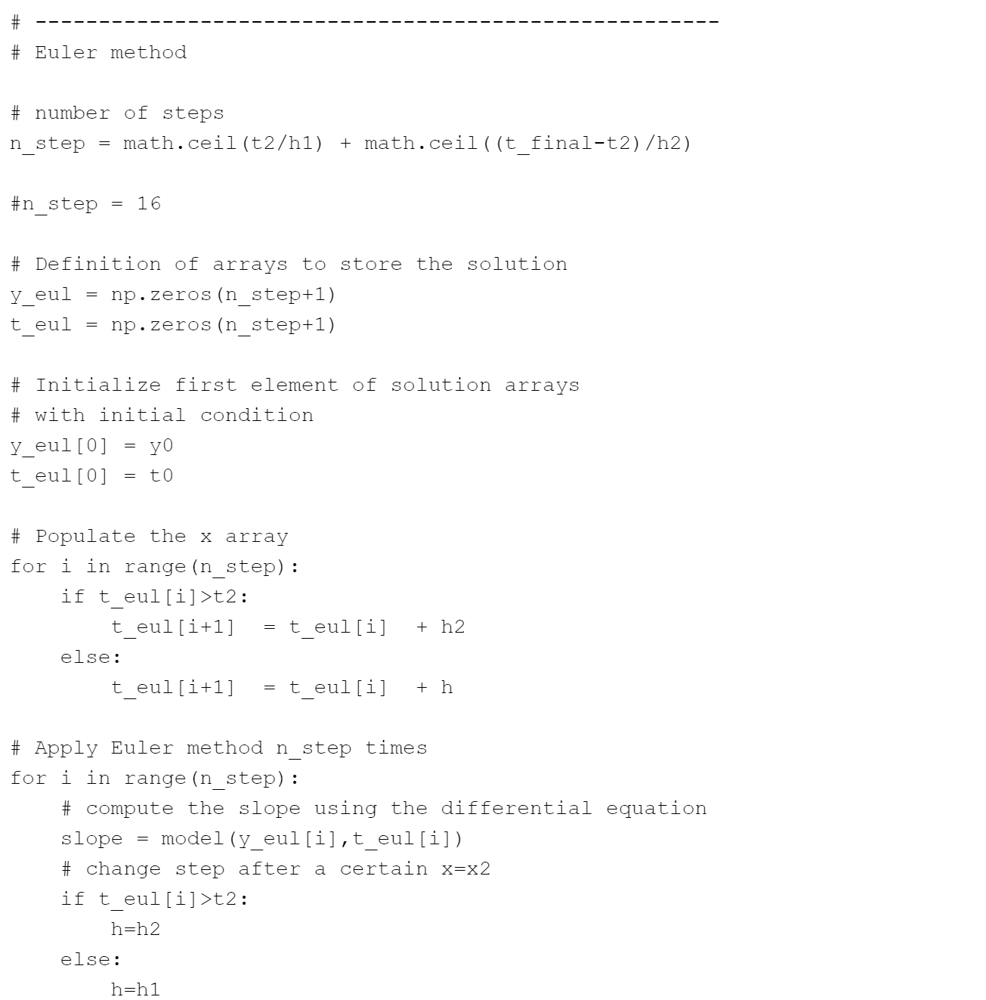 # ------------------------------------------------------
# Euler method
# number of steps
n_step = math.ceil(t2/h1) + math.ceil((t_final-t2)/h2)
#n_step = 16
# Definition of arrays to store the solution
y_eul = np.zeros(n_step+1)
t_eul = np.zeros(n_step+1)
# Initialize first element of solution arrays
# with initial condition
y_eul[0] = y0
t_eul[0] = t0
# Populate the x array
for i in range(n_step):
    if t_eul[i]>t2:
        t_eul[i+1]  = t_eul[i]  + h2
    else:
        t_eul[i+1]  = t_eul[i]  + h
# Apply Euler method n_step times
for i in range(n_step):
    # compute the slope using the differential equation
    slope = model(y_eul[i],t_eul[i])
    # change step after a certain x=x2
    if t_eul[i]>t2:
        h=h2
    else:
        h=h1